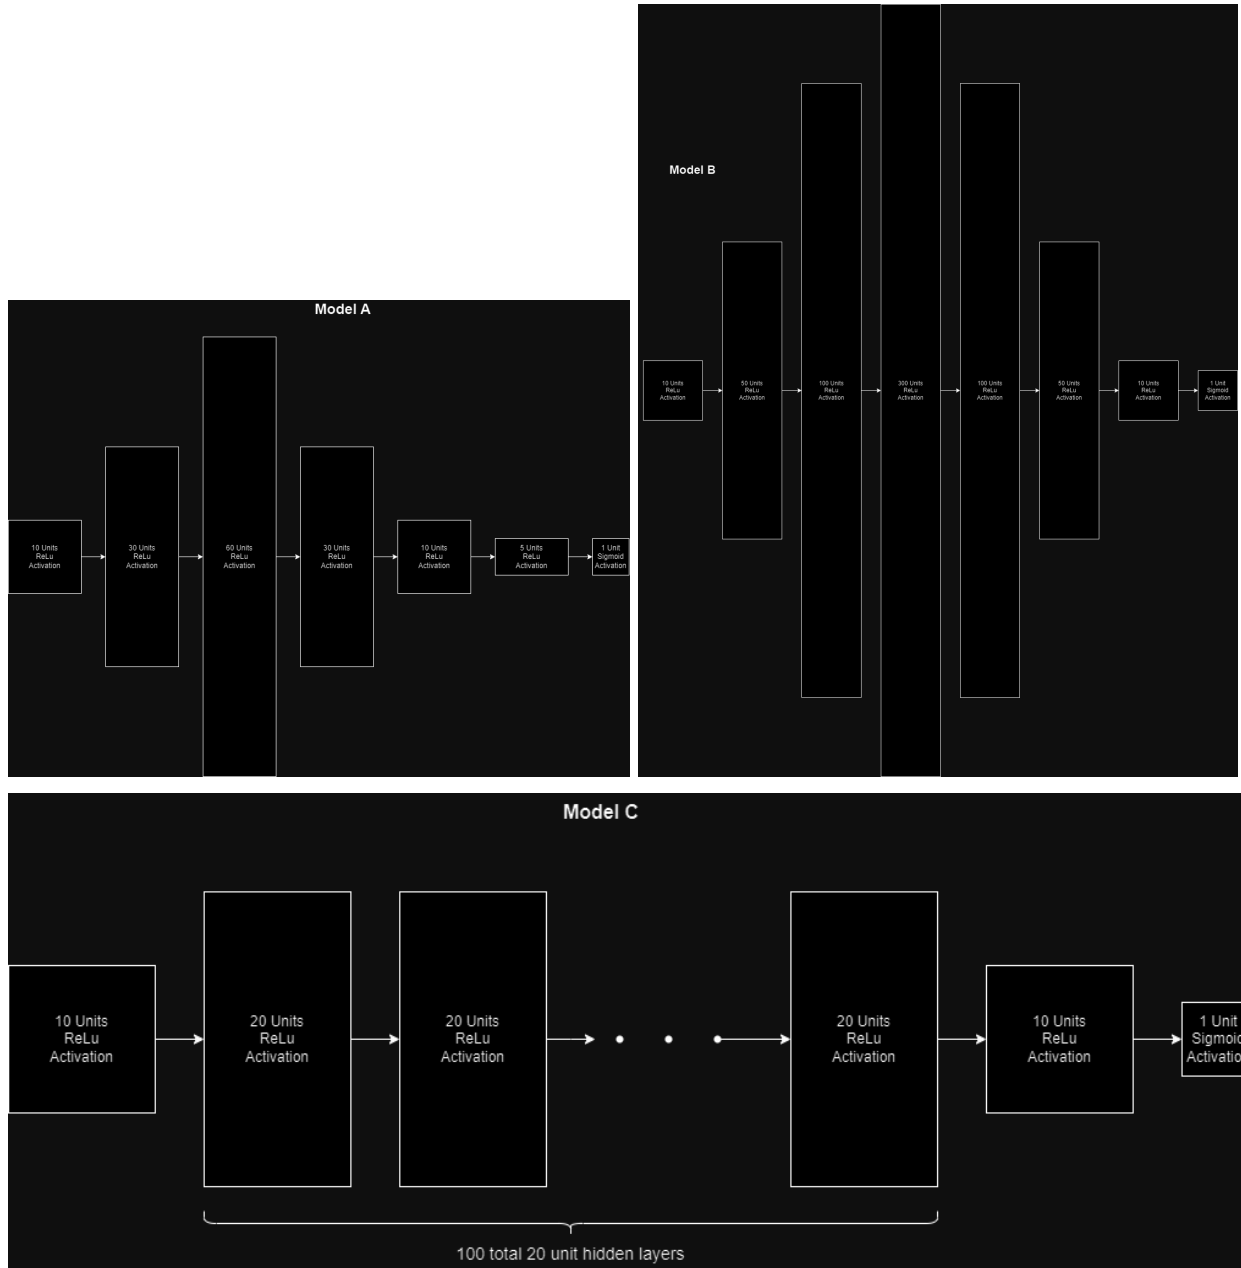 Model A
10 Units
ReLu
Activation
30 Units
ReLu
Activation
60 Units
ReLu
Activation
30 Units
ReLu
Activation
10 Units
ReLu
Activation
5 Units
ReLu
Activation
1 Unit
Sigmoid
Activation
Model B
10 Units
ReLu
Activation
50 Units
ReLu
Activation
100 Units
ReLu
Activation
300 Units
ReLu
Activation
100 Units
ReLu
Activation
50 Units
ReLu
Activation
10 Units
ReLu
Activation
1 Unit
Sigmoid
Activation
Model C
10 Units
ReLu
Activation
20 Units
ReLu
Activation
20 Units
ReLu
Activation
20 Units
ReLu
Activation
10 Units
ReLu
Activation
1 Unit
Sigmoid
Activation
100 total 20 unit hidden layers